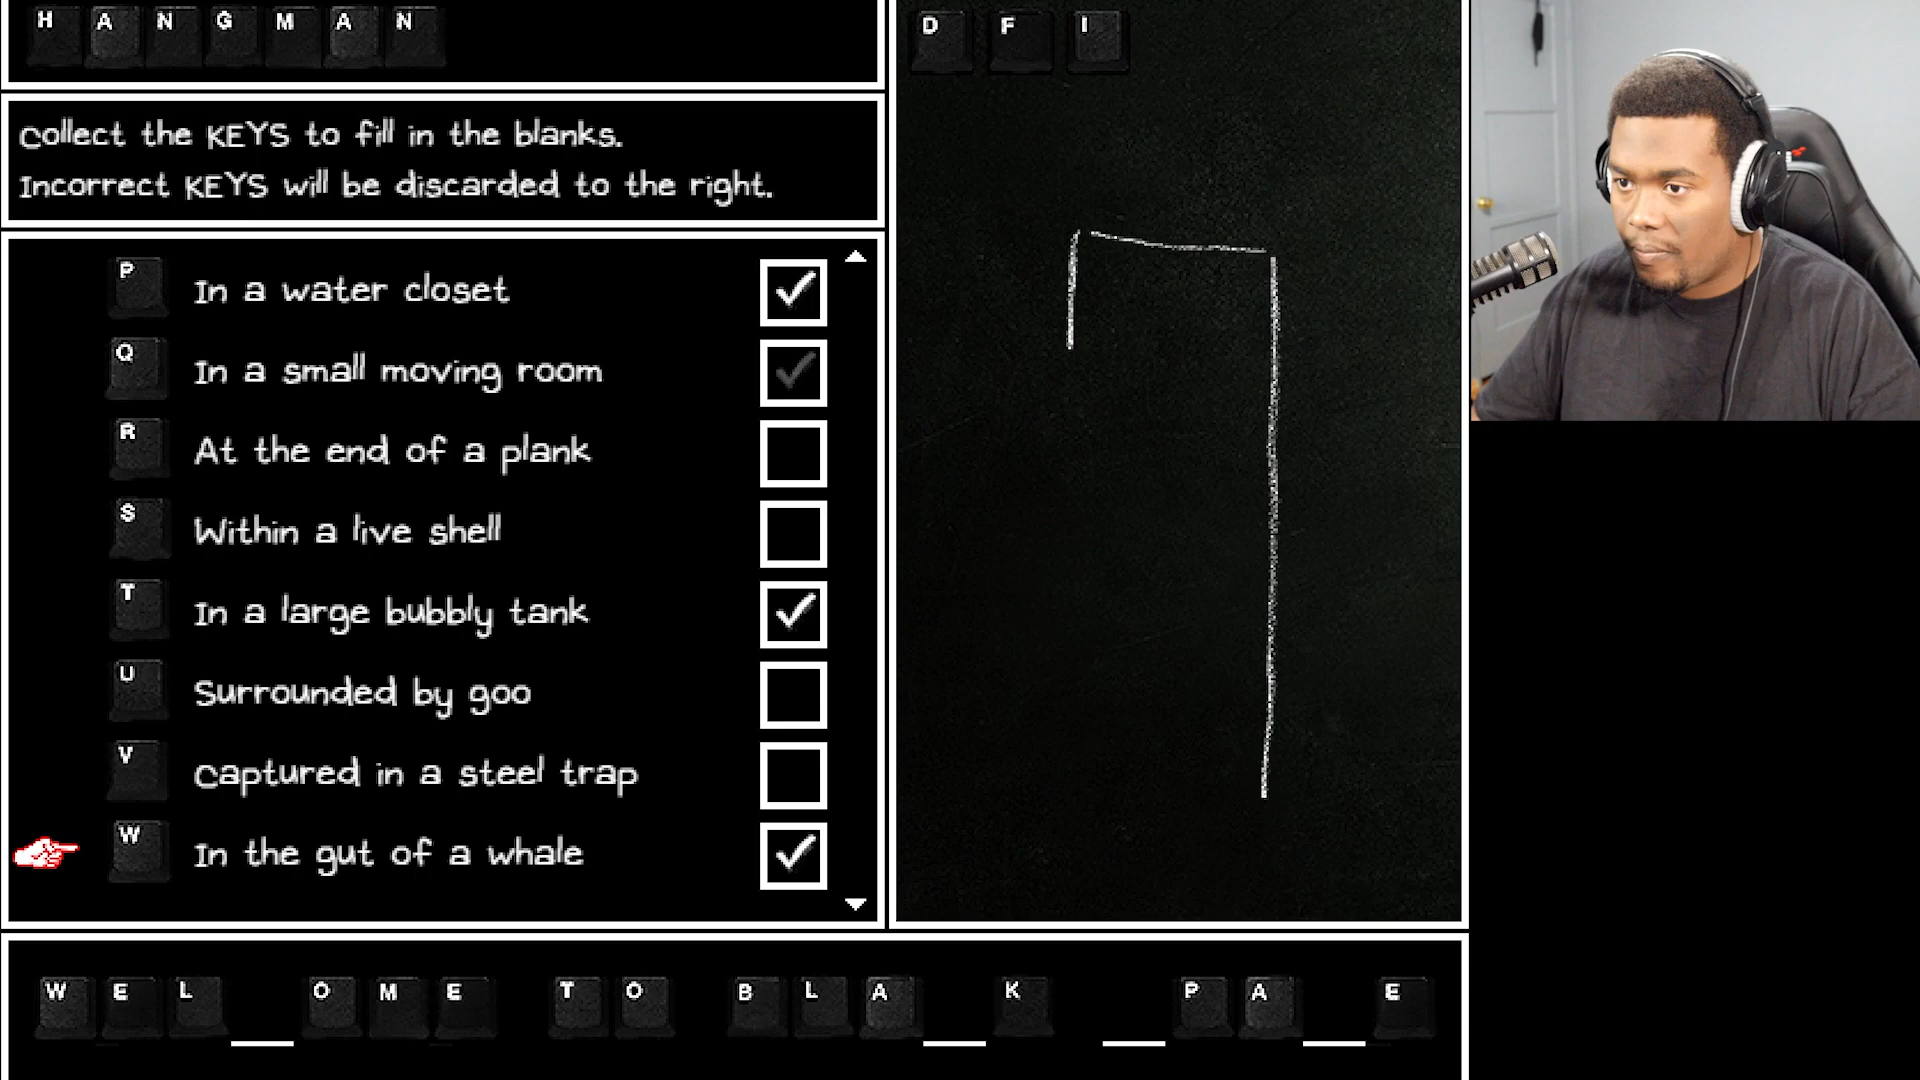 H A N G M A N
Collect the KEYS to fill in the blanks.
Incorrect KEYS will be discarded to the right.
P In a water closet
Q In a small moving room
R At the end of a plank
S Within a live shell
T In a large bubbly tank
U Surrounded by goo
V Captured in a steel trap
W In the gut of a whale
D F I
W E L _ O M E T O B L A _ K _ P A _ E